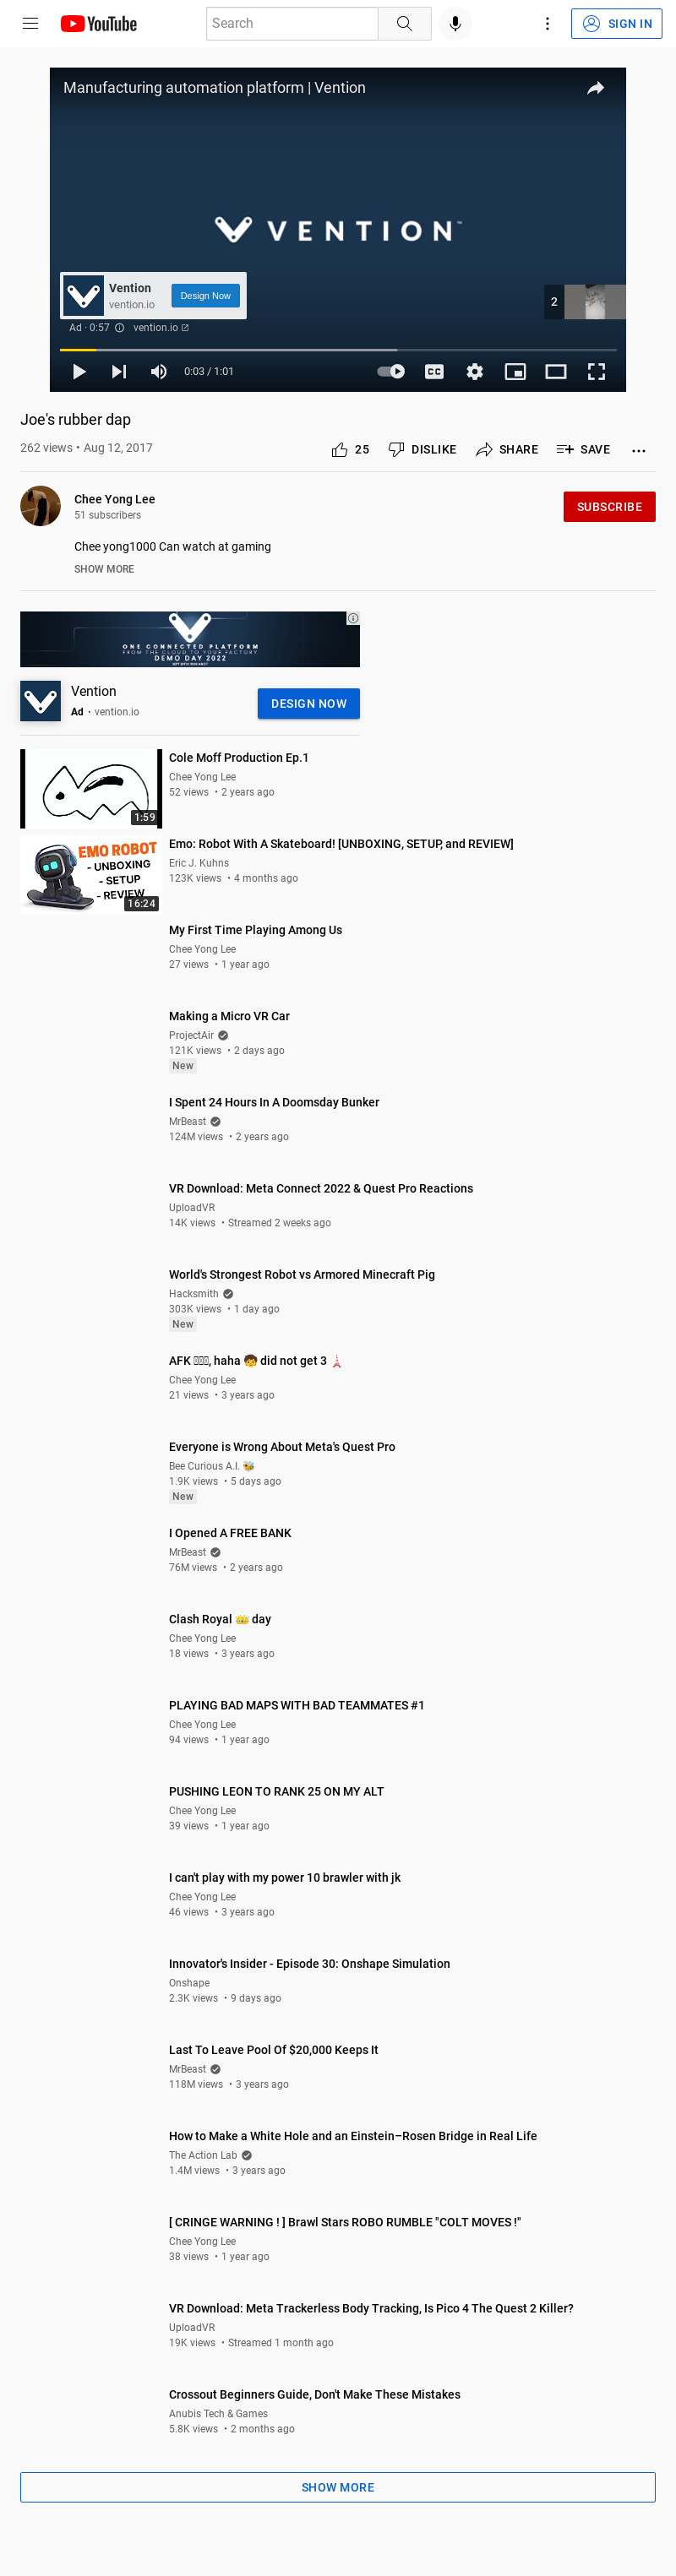 YouTube
Search
SIGN IN
Manufacturing automation platform | Vention
VENTION™
Vention
vention.io
Design Now
2
Ad · 0:57
vention.io
0:03 / 1:01
CC
Joe's rubber dap
262 views • Aug 12, 2017
25
DISLIKE
SHARE
SAVE
Chee Yong Lee
51 subscribers
SUBSCRIBE
Chee yong1000 Can watch at gaming
SHOW MORE
ONE CONNECTED PLATFORM
FROM THE CLOUD TO YOUR FACTORY
DEMO DAY 2022
Vention
Ad • vention.io
DESIGN NOW
1:59
Cole Moff Production Ep.1
Chee Yong Lee
52 views • 2 years ago
EMO ROBOT
- UNBOXING
- SETUP
- REVIEW
16:24
Emo: Robot With A Skateboard! [UNBOXING, SETUP, and REVIEW]
Eric J. Kuhns
123K views • 4 months ago
My First Time Playing Among Us
Chee Yong Lee
27 views • 1 year ago
Making a Micro VR Car
ProjectAir
121K views • 2 days ago
New
I Spent 24 Hours In A Doomsday Bunker
MrBeast
124M views • 2 years ago
VR Download: Meta Connect 2022 & Quest Pro Reactions
UploadVR
14K views • Streamed 2 weeks ago
World's Strongest Robot vs Armored Minecraft Pig
Hacksmith
303K views • 1 day ago
New
AFK , haha 🧒 did not get 3 🗼
Chee Yong Lee
21 views • 3 years ago
Everyone is Wrong About Meta's Quest Pro
Bee Curious A.I. 🐝
1.9K views • 5 days ago
New
I Opened A FREE BANK
MrBeast
76M views • 2 years ago
Clash Royal 👑 day
Chee Yong Lee
18 views • 3 years ago
PLAYING BAD MAPS WITH BAD TEAMMATES #1
Chee Yong Lee
94 views • 1 year ago
PUSHING LEON TO RANK 25 ON MY ALT
Chee Yong Lee
39 views • 1 year ago
I can't play with my power 10 brawler with jk
Chee Yong Lee
46 views • 3 years ago
Innovator's Insider - Episode 30: Onshape Simulation
Onshape
2.3K views • 9 days ago
Last To Leave Pool Of $20,000 Keeps It
MrBeast
118M views • 3 years ago
How to Make a White Hole and an Einstein–Rosen Bridge in Real Life
The Action Lab
1.4M views • 3 years ago
[ CRINGE WARNING ! ] Brawl Stars ROBO RUMBLE "COLT MOVES !"
Chee Yong Lee
38 views • 1 year ago
VR Download: Meta Trackerless Body Tracking, Is Pico 4 The Quest 2 Killer?
UploadVR
19K views • Streamed 1 month ago
Crossout Beginners Guide, Don't Make These Mistakes
Anubis Tech & Games
5.8K views • 2 months ago
SHOW MORE